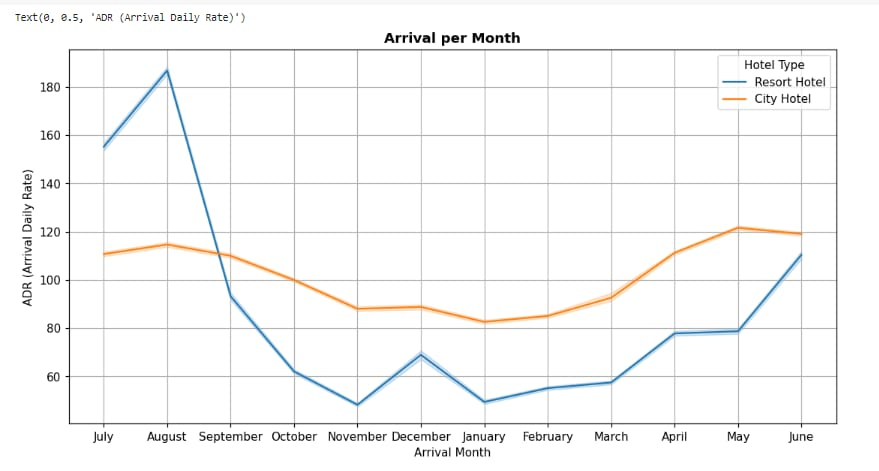 Text(0, 0.5, 'ADR (Arrival Daily Rate)')
Arrival per Month
Hotel Type
Resort Hotel
City Hotel
ADR (Arrival Daily Rate)
180
160
140
120
100
80
60
July August September October November December January February March April May June
Arrival Month